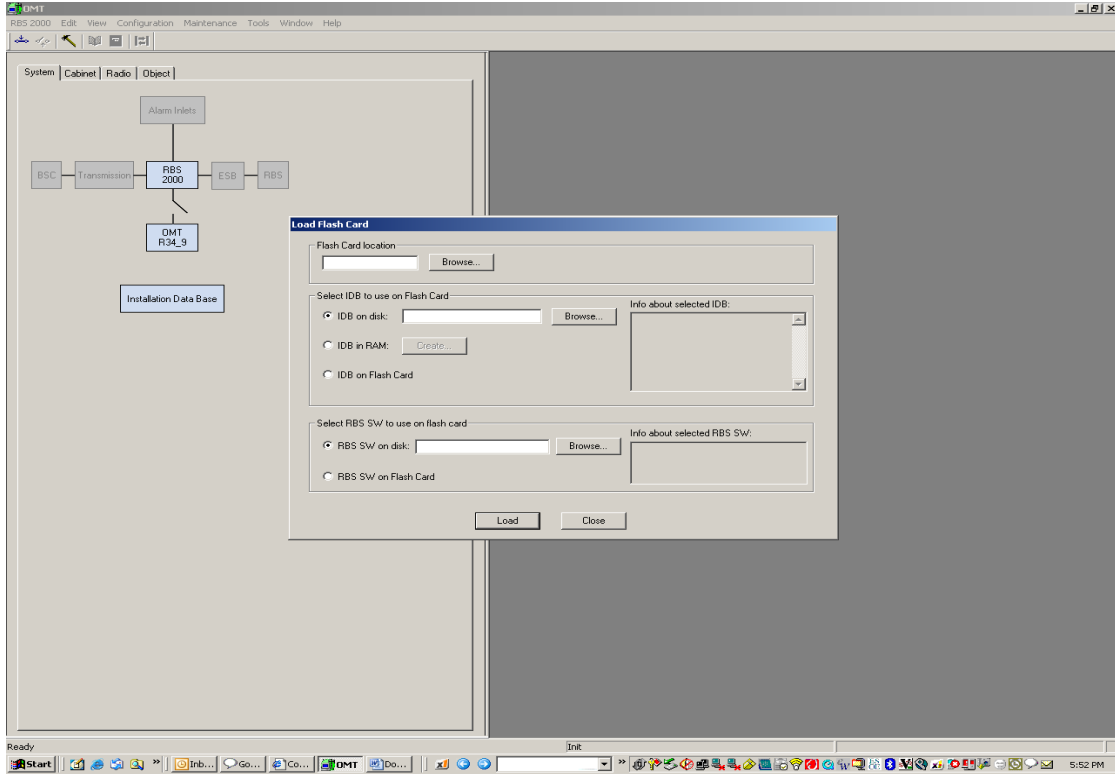 OMT
RBS 2000 Edit View Configuration Maintenance Tools Window Help
System Cabinet Radio Object
Alarm Inlets
BSC Transmission RBS 2000 ESB RBS
OMT R34_9
Installation Data Base
Load Flash Card
Flash Card location
Browse...
Select IDB to use on Flash Card
Info about selected IDB:
IDB on disk: Browse...
IDB in RAM: Create...
IDB on Flash Card
Select RBS SW to use on flash card
Info about selected RBS SW:
RBS SW on disk: Browse...
RBS SW on Flash Card
Load Close
Ready Init
Start Inb... Go... Co... OMT Do... 5:52 PM